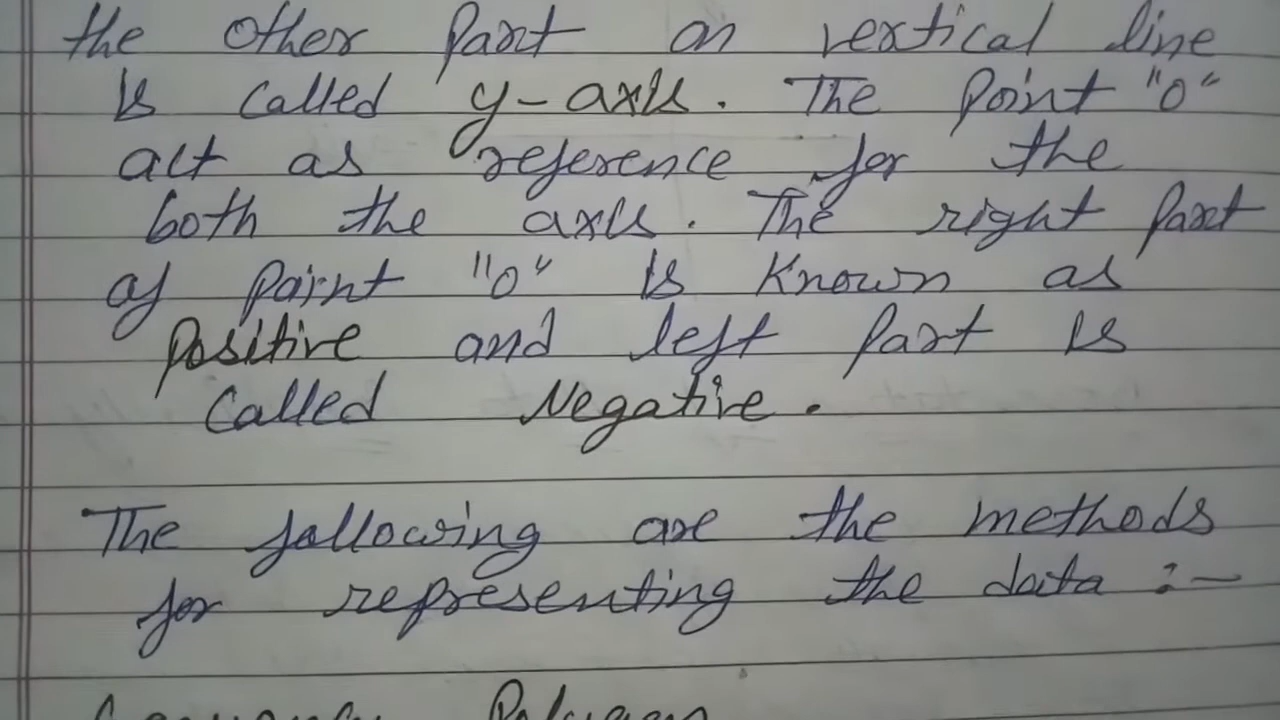 the other part on vertical line
is called y-axis. The point "0"
act as reference for the
both the axis. The right part
of point "0" is known as
positive and left part is
called Negative.
The following are the methods
for representing the data :-